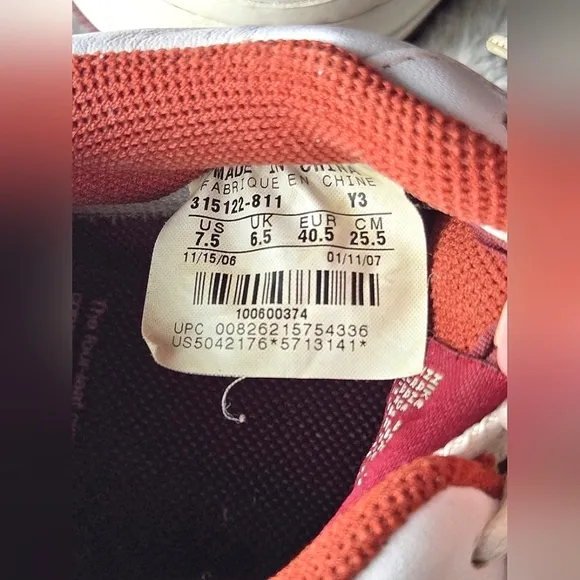 MADE IN CHINA
FABRIQUE EN CHINE
315122-811 Y3
US UK EUR CM
7.5 6.5 40.5 25.5
11/15/06 01/11/07
100600374
UPC 00826215754336
US5042176*5713141*